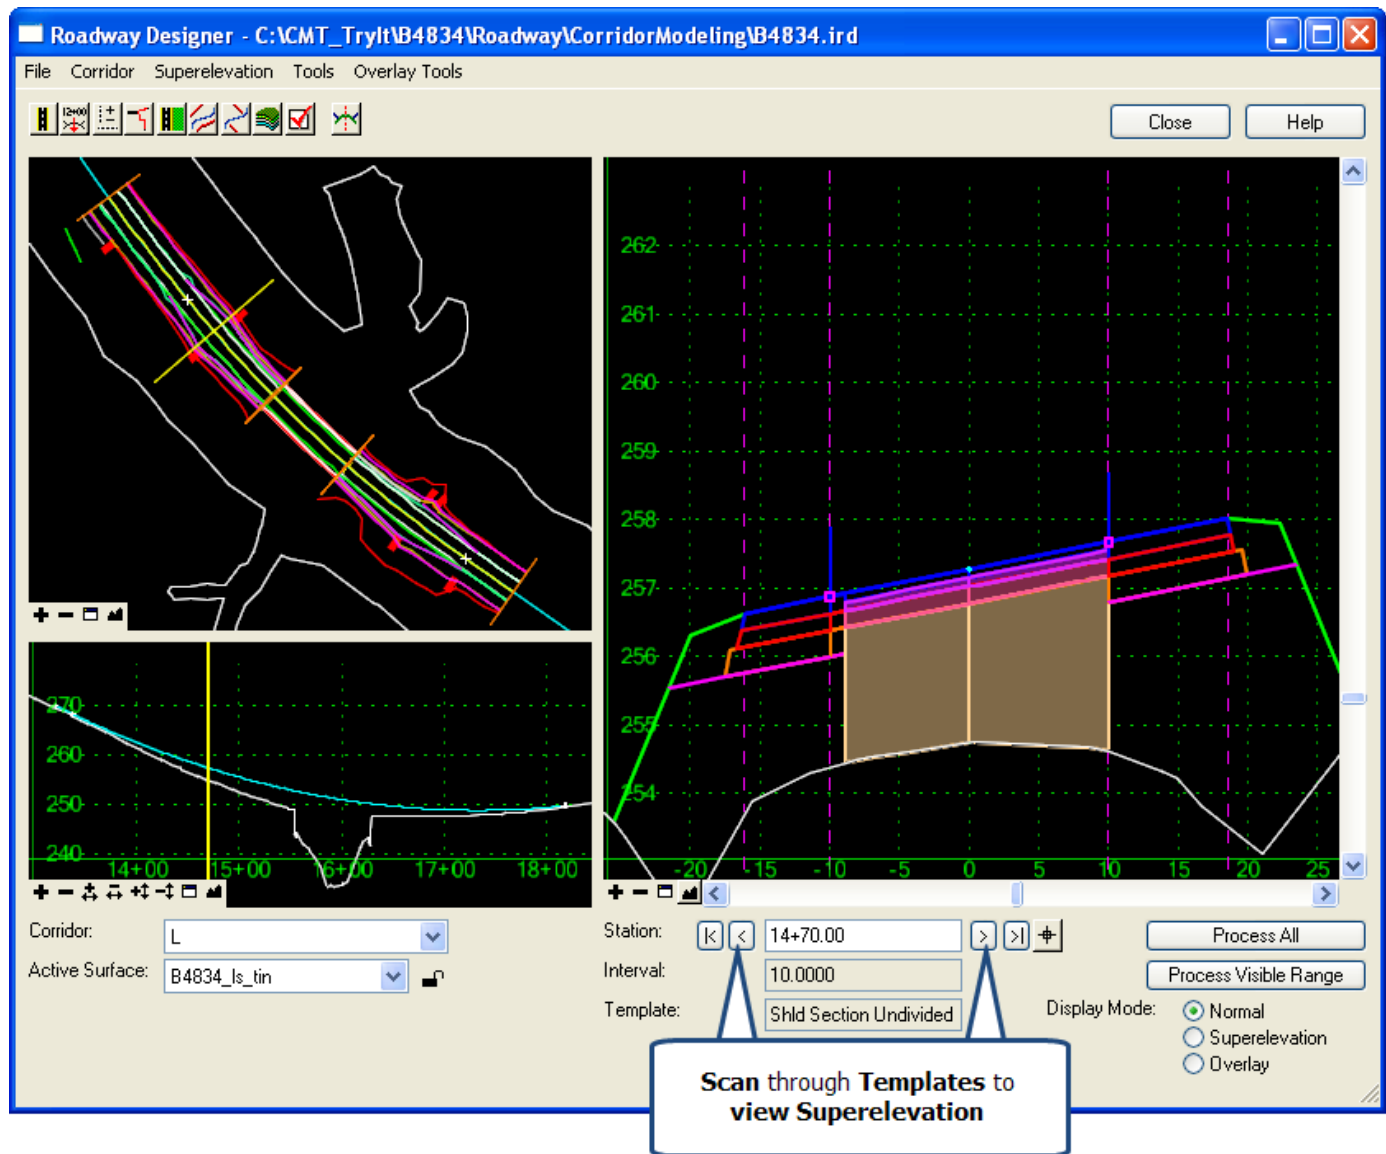 Roadway Designer - C:\CMT_TryIt\B4834\Roadway\CorridorModeling\B4834.ird
File Corridor Superelevation Tools Overlay Tools
12+00
Close Help
262
261
260
259
258
257
256
255
254
-20 -15 -10 -5 0 5 10 15 20 25
270
260
250
240
14+00 15+00 16+00 17+00 18+00
Corridor: L
Active Surface: B4834_ls_tin
Station: 14+70.00
Interval: 10.0000
Template: Shld Section Undivided
Process All
Process Visible Range
Display Mode: Normal
Superelevation
Overlay
Scan through Templates to
view Superelevation